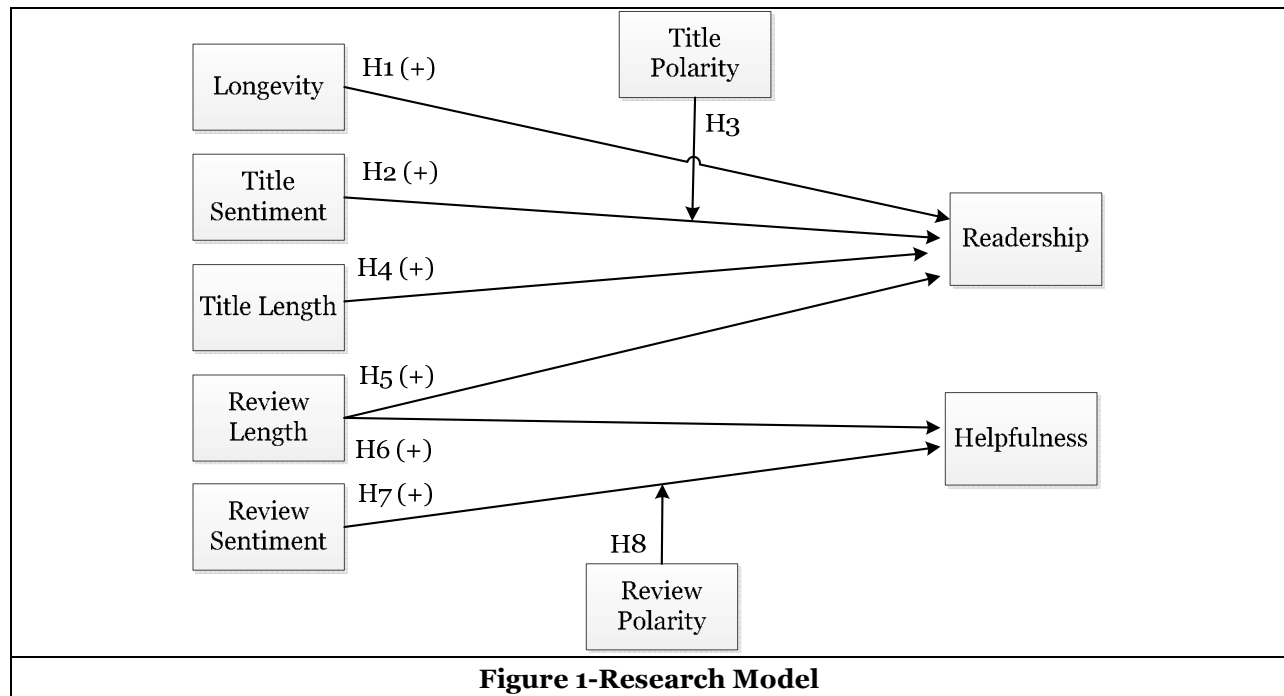 Longevity
H1 (+)
Title
Polarity
H3
Title
Sentiment
H2 (+)
Title Length
H4 (+)
Readership
Review
Length
H5 (+)
H6 (+)
Helpfulness
Review
Sentiment
H7 (+)
H8
Review
Polarity
Figure 1-Research Model